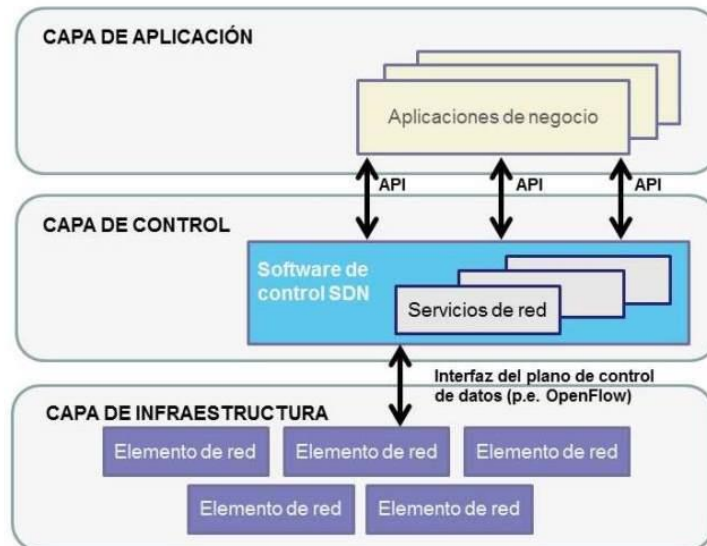 CAPA DE APLICACIÓN
Aplicaciones de negocio
API
API
API
CAPA DE CONTROL
Software de
control SDN
Servicios de red
Interfaz del plano de control
de datos (p.e. OpenFlow)
CAPA DE INFRAESTRUCTURA
Elemento de red
Elemento de red
Elemento de red
Elemento de red
Elemento de red